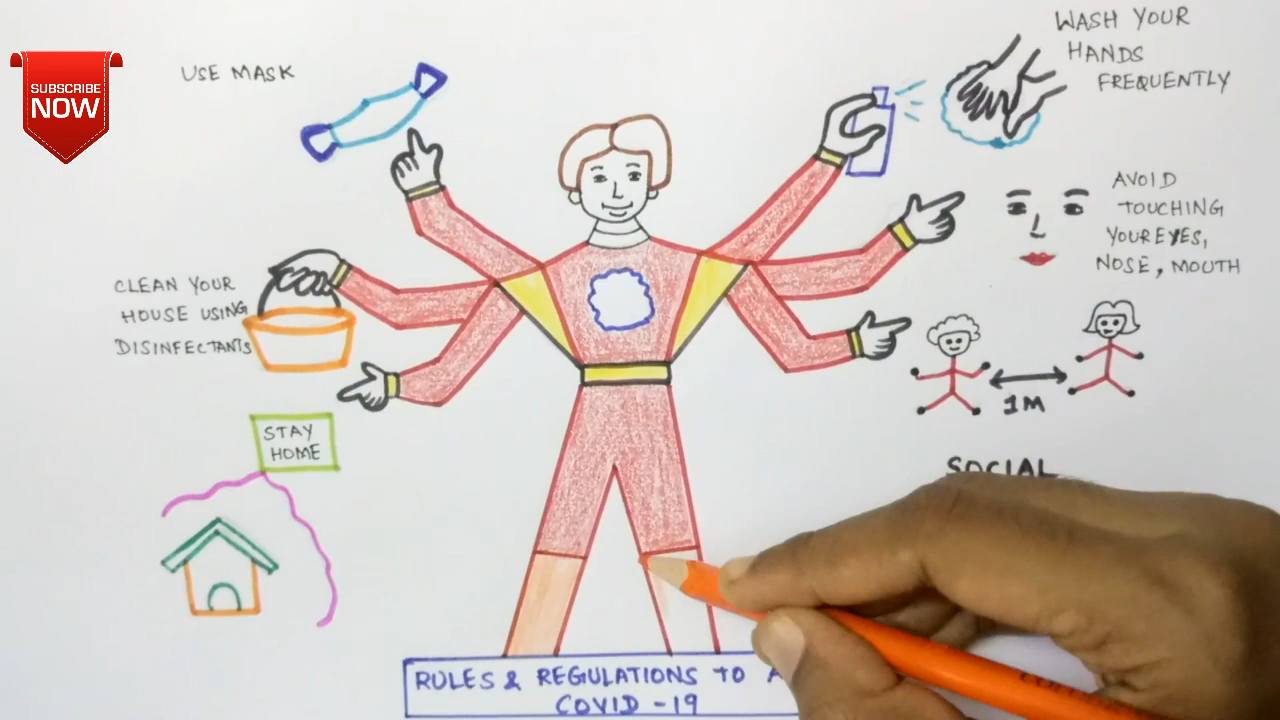 SUBSCRIBE
NOW
USE MASK
WASH YOUR
HANDS
FREQUENTLY
AVOID
TOUCHING
YOUR EYES,
NOSE, MOUTH
CLEAN YOUR
HOUSE USING
DISINFECTANTS
1M
STAY
HOME
SOCIAL
RULES & REGULATIONS TO A
COVID -19